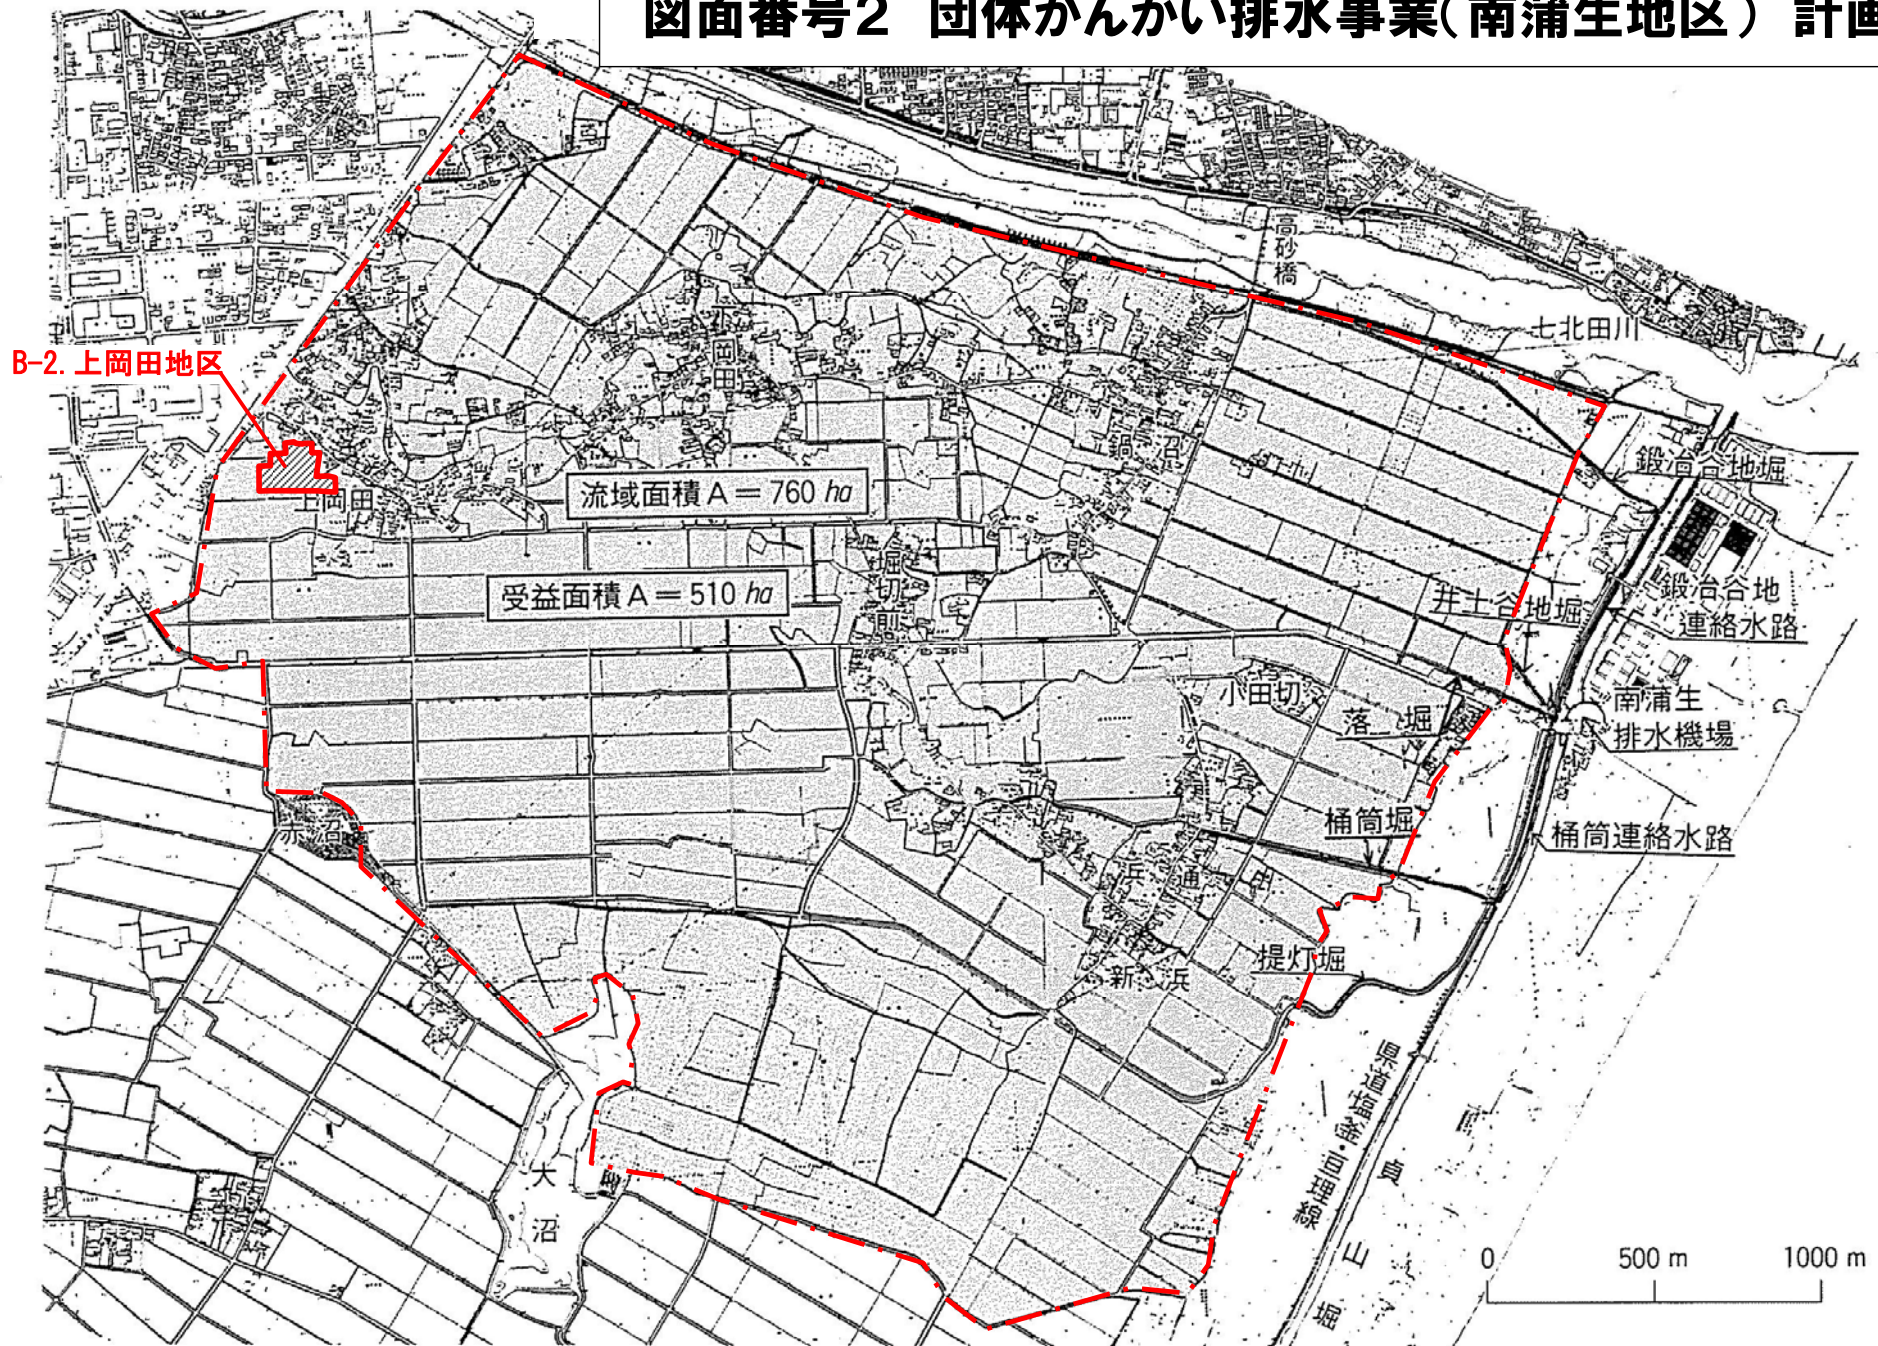 図面番号2 団体かんがい排水事業(南蒲生地区) 計画
高砂橋
七北田川
下岡田
B-2.上岡田地区
鍋沼
鍛冶谷地堀
流域面積 A = 760 ha
上岡田
堀切前
受益面積 A = 510 ha
井土谷地堀
鍛冶谷地
連絡水路
小田切
南蒲生
排水機場
落堀
桶筒堀
桶筒連絡水路
赤沼
浜通
新浜
提灯堀
県道塩釜・亘理線
大沼
貞山堀
0 500 m 1000 m